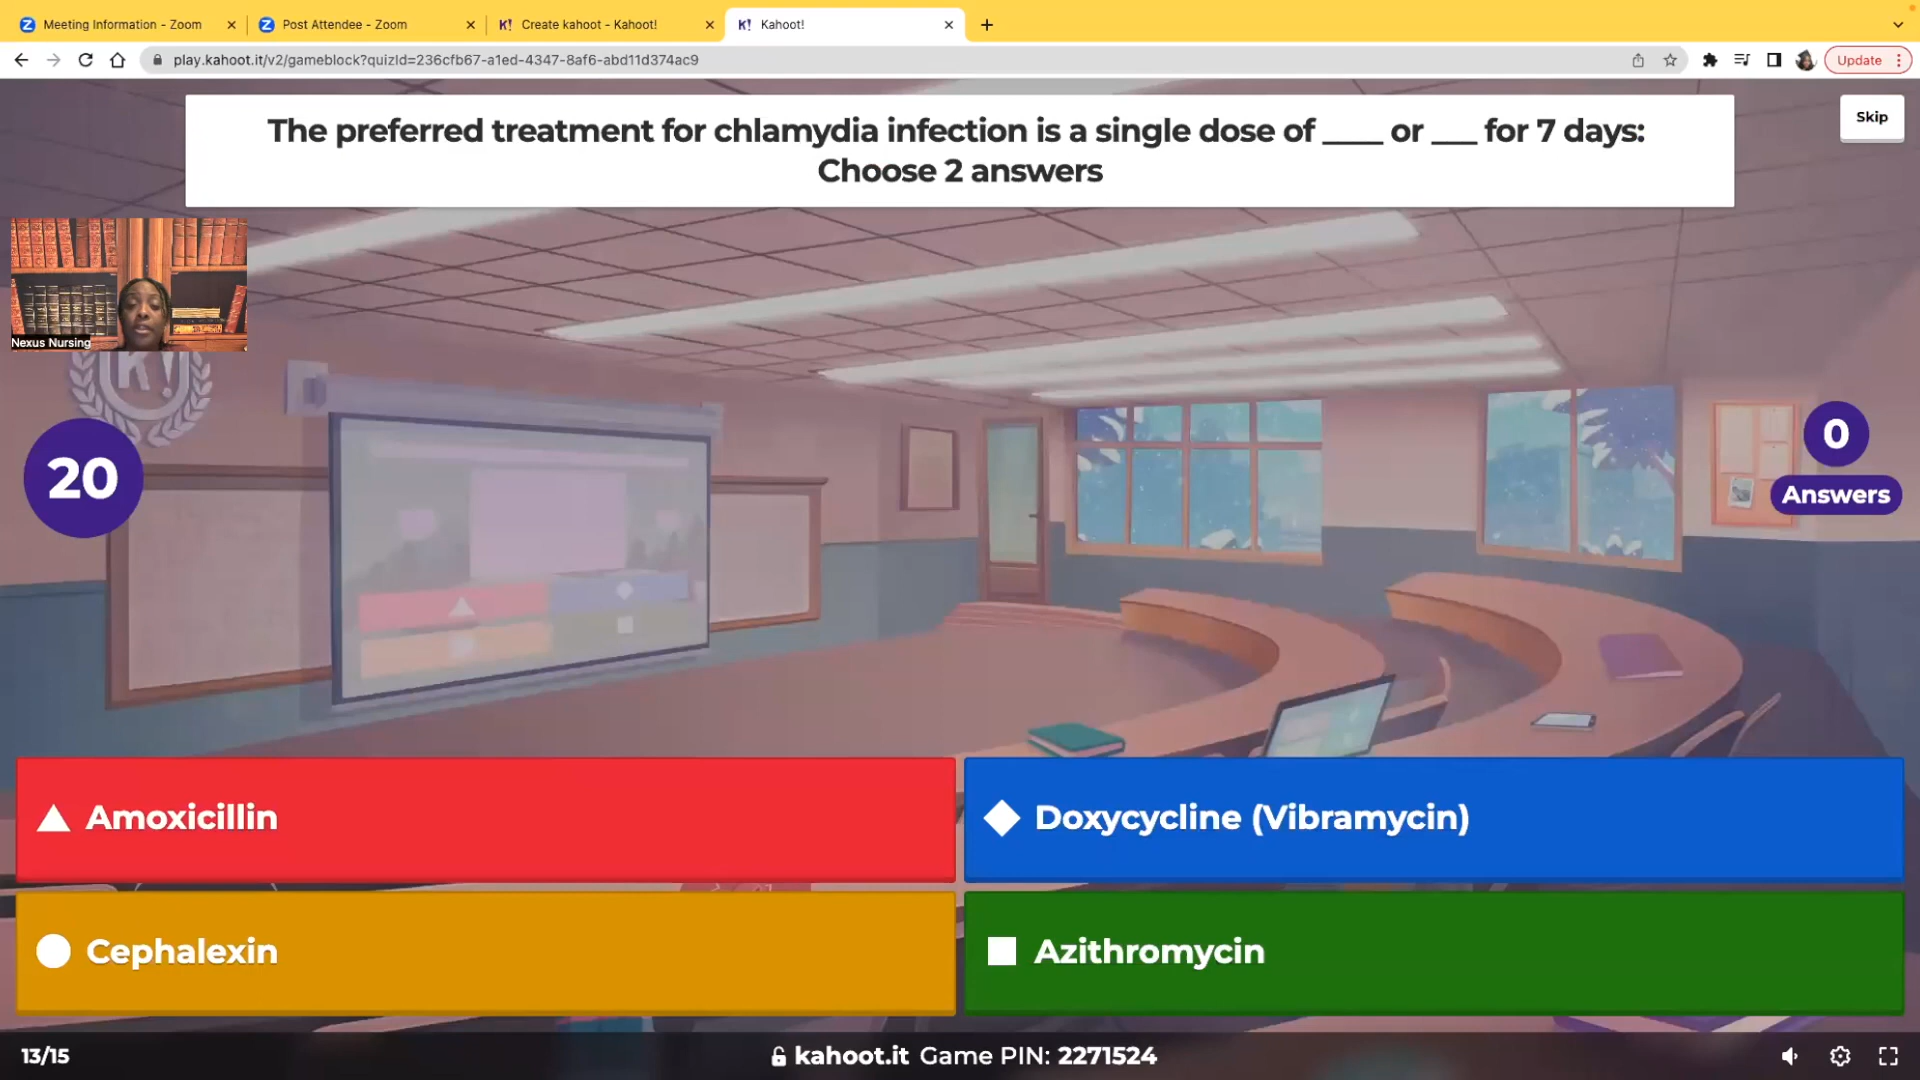 Meeting Information - Zoom
Post Attendee - Zoom
K! Create kahoot - Kahoot!
K! Kahoot!
play.kahoot.it/v2/gameblock?quizId=236cfb67-a1ed-4347-8af6-abd11d374ac9
Update
The preferred treatment for chlamydia infection is a single dose of ____ or ___ for 7 days:
Choose 2 answers
Skip
Nexus Nursing
K!
20
0
Answers
Amoxicillin
Doxycycline (Vibramycin)
Cephalexin
Azithromycin
13/15
kahoot.it Game PIN: 2271524